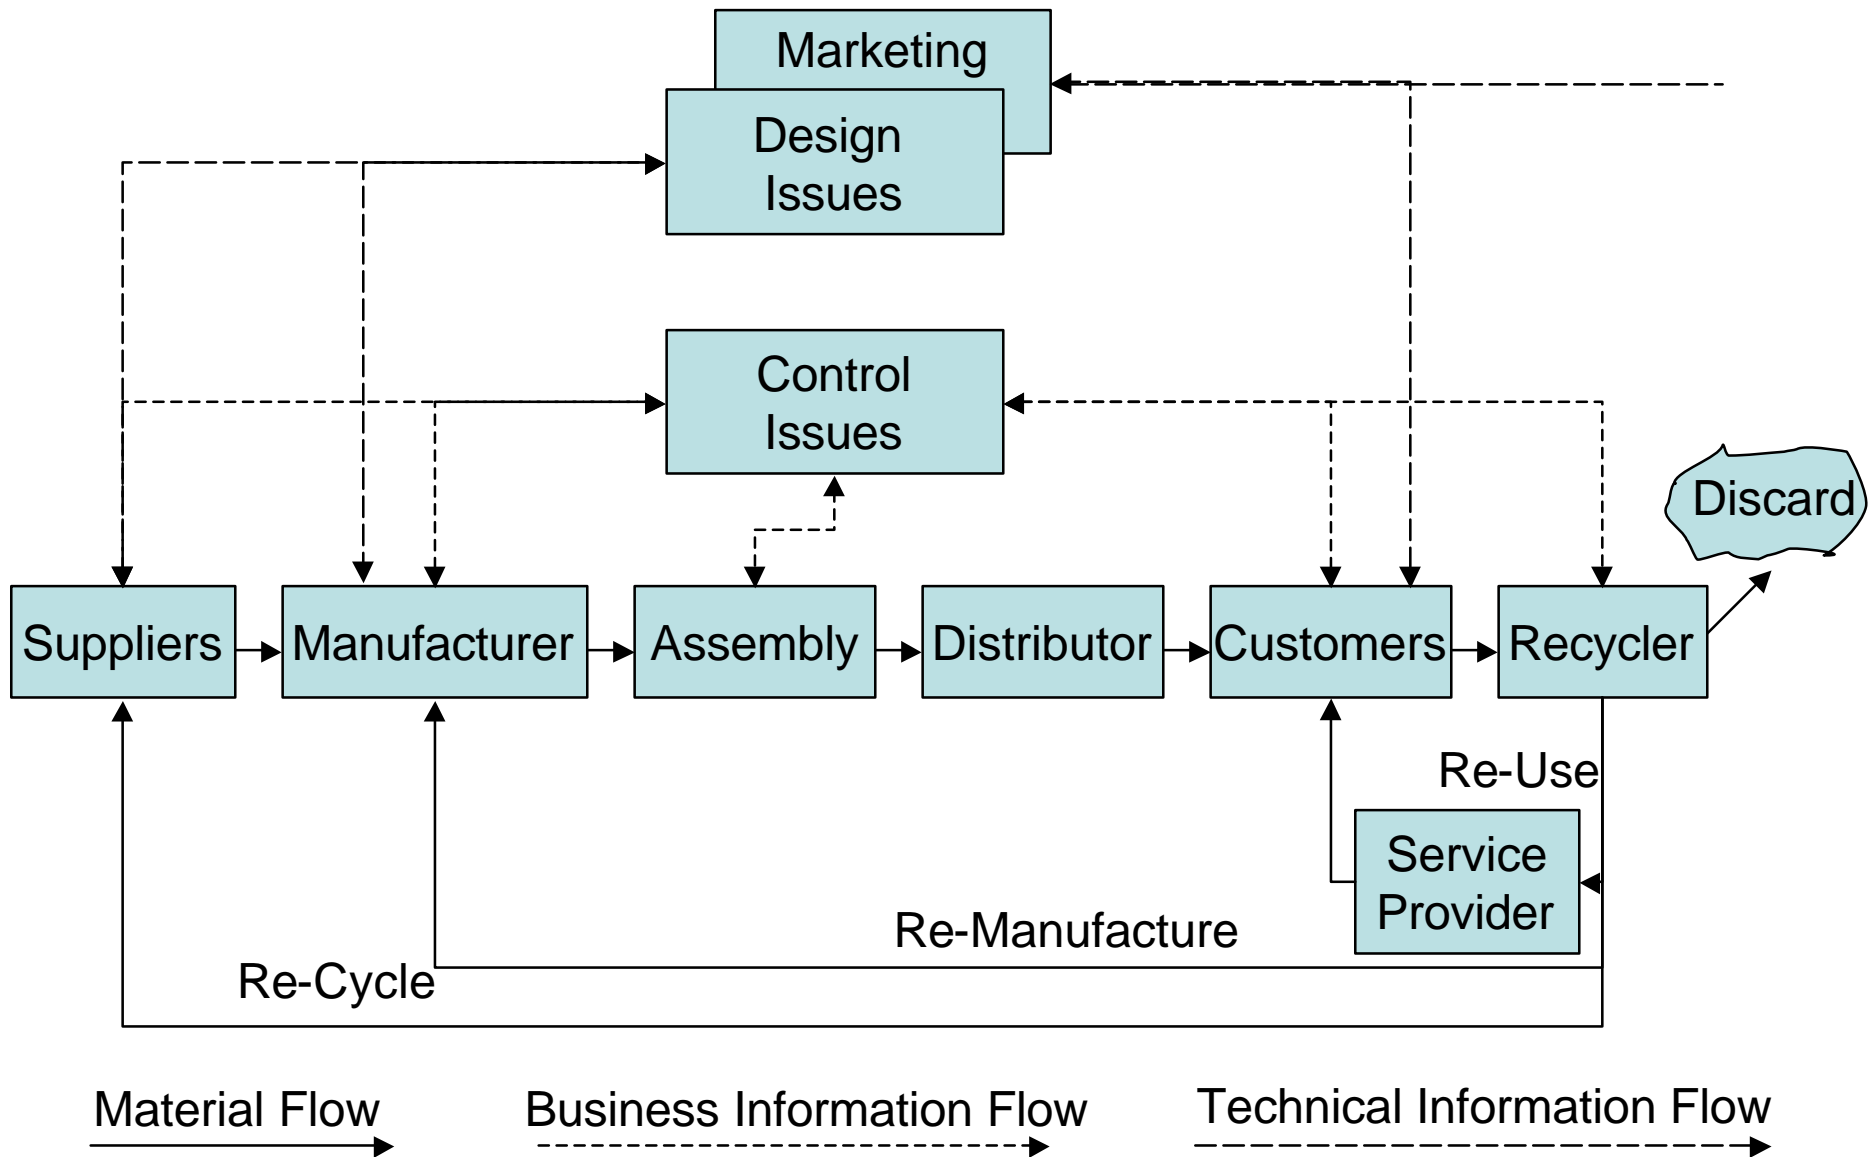 Marketing
Design
Issues
Control
Issues
Discard
Suppliers
Manufacturer
Assembly
Distributor
Customers
Recycler
Re-Use
Service
Provider
Re-Manufacture
Re-Cycle
Material Flow
Business Information Flow
Technical Information Flow